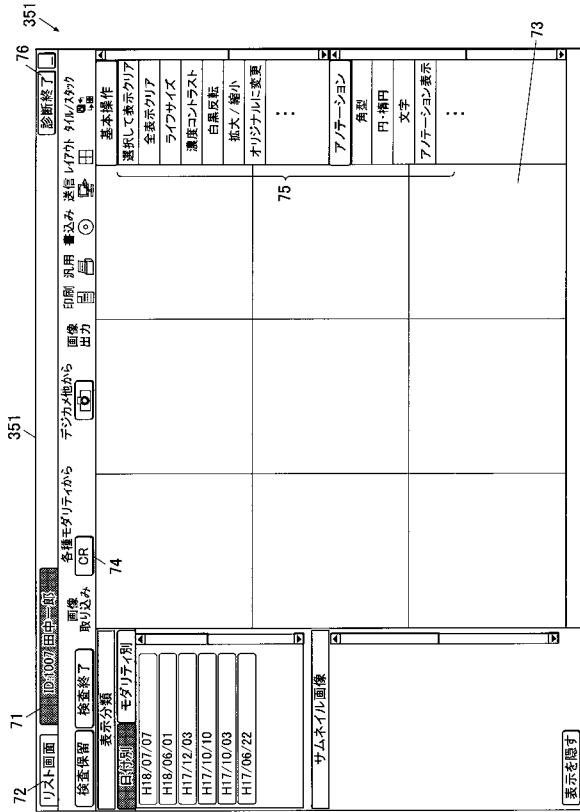 351
351
71
72
76
リスト画面
ID:1007 田中一郎
診断終了
検査保留
検査終了
画像
取り込み
各種モダリティから
CR
デジカメ他から
画像
出力
印刷
汎用
書込み
送信
レイアウト
タイル/スタック
74
表示分類
日付別
モダリティ別
H18/07/07
H18/06/01
H17/12/03
H17/10/10
H17/10/03
H17/06/22
サムネイル画像
表示を隠す
基本操作
選択して表示クリア
全表示クリア
ライフサイズ
濃度コントラスト
白黒反転
拡大/縮小
オリジナルに変更
アノテーション
角型
円・楕円
文字
アノテーション表示
75
73